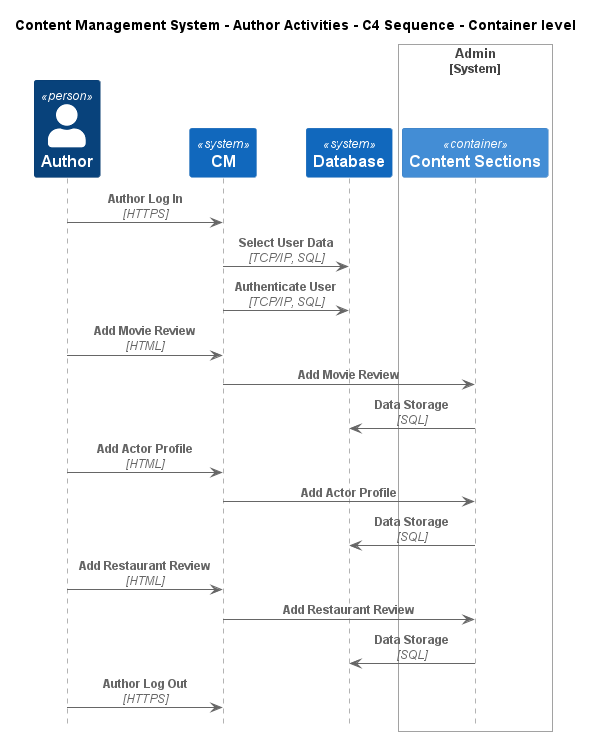 Content Management System - Author Activities - C4 Sequence - Container level
Admin
[System]
«person»
Author
«system»
CM
«system»
Database
«container»
Content Sections
Author Log In
[HTTPS]
Select User Data
[TCP/IP, SQL]
Authenticate User
[TCP/IP, SQL]
Add Movie Review
[HTML]
Add Movie Review
Data Storage
[SQL]
Add Actor Profile
[HTML]
Add Actor Profile
Data Storage
[SQL]
Add Restaurant Review
[HTML]
Add Restaurant Review
Data Storage
[SQL]
Author Log Out
[HTTPS]